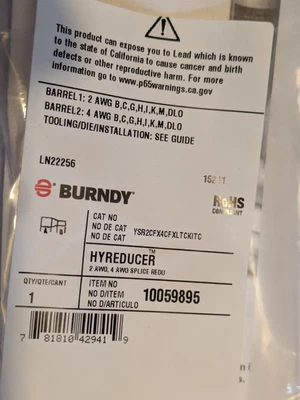 This product can expose you to Lead which is known
to the state of California to cause cancer and birth
defects or other reproductive harm. For more
information go to www.p65warnings.ca.gov
BARREL1: 2 AWG B,C,G,H,I,K,M,DLO
BARREL2: 4 AWG B,C,G,H,I,K,M,DLO
TOOLING/DIE/INSTALLATION: SEE GUIDE
LN22256
BURNDY
RoHS
COMPLIANT
CAT NO
NO DE CAT YSR2CFX4CFXLTCKITC
HYREDUCER™
2 AWG, 4 AWG SPLICE REDU
QTY/QTE/CANT
1
ITEM NO
NO D/ITEM 10059895
NO D/ARTICULO
7 81810 42941 9